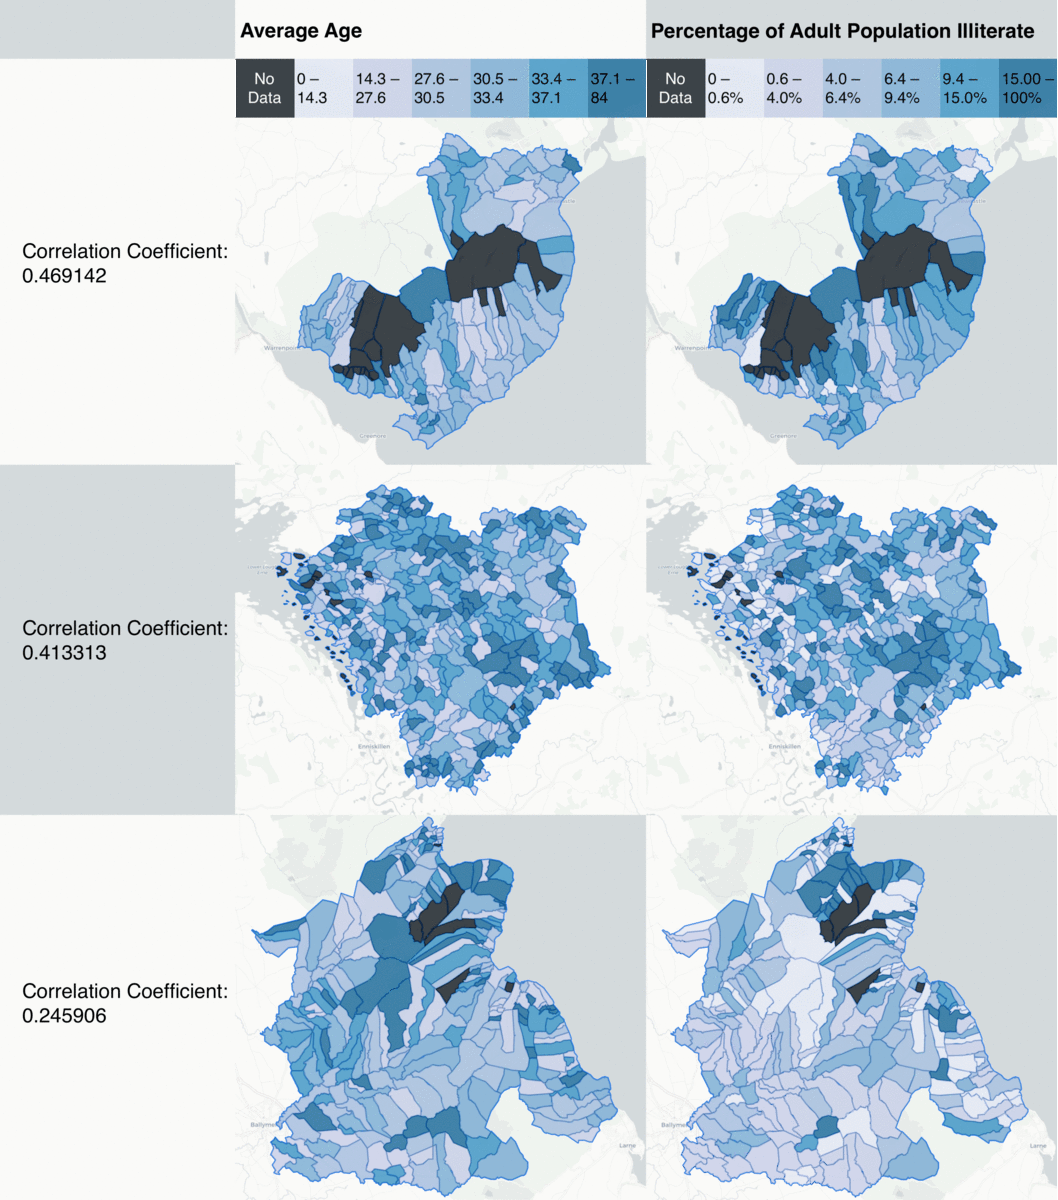 Average Age
Percentage of Adult Population Illiterate
No Data
0 – 14.3
14.3 – 27.6
27.6 – 30.5
30.5 – 33.4
33.4 – 37.1
37.1 – 84
No Data
0 – 0.6%
0.6 – 4.0%
4.0 – 6.4%
6.4 – 9.4%
9.4 – 15.0%
15.00 – 100%
Correlation Coefficient:
0.469142
Warrenpoint
Greenore
Warrenpoint
Greenore
Correlation Coefficient:
0.413313
Enniskillen
Enniskillen
Correlation Coefficient:
0.245906
Ballyme
Larne
Ballyme
Larne